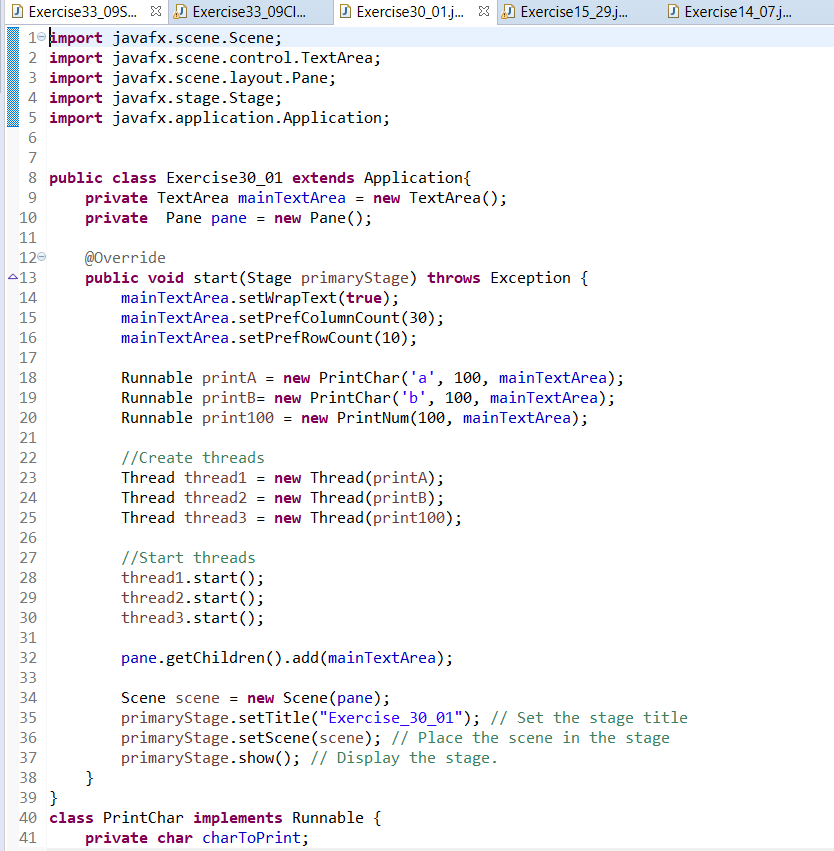 Exercise33_09S... Exercise33_09Cl... Exercise30_01.j... Exercise15_29.j... Exercise14_07.j...
1 import javafx.scene.Scene;
2 import javafx.scene.control.TextArea;
3 import javafx.scene.layout.Pane;
4 import javafx.stage.Stage;
5 import javafx.application.Application;
6
7
8 public class Exercise30_01 extends Application{
9     private TextArea mainTextArea = new TextArea();
10     private  Pane pane = new Pane();
11
12     @Override
13     public void start(Stage primaryStage) throws Exception {
14         mainTextArea.setWrapText(true);
15         mainTextArea.setPrefColumnCount(30);
16         mainTextArea.setPrefRowCount(10);
17
18         Runnable printA = new PrintChar('a', 100, mainTextArea);
19         Runnable printB= new PrintChar('b', 100, mainTextArea);
20         Runnable print100 = new PrintNum(100, mainTextArea);
21
22         //Create threads
23         Thread thread1 = new Thread(printA);
24         Thread thread2 = new Thread(printB);
25         Thread thread3 = new Thread(print100);
26
27         //Start threads
28         thread1.start();
29         thread2.start();
30         thread3.start();
31
32         pane.getChildren().add(mainTextArea);
33
34         Scene scene = new Scene(pane);
35         primaryStage.setTitle("Exercise_30_01"); // Set the stage title
36         primaryStage.setScene(scene); // Place the scene in the stage
37         primaryStage.show(); // Display the stage.
38     }
39 }
40 class PrintChar implements Runnable {
41     private char charToPrint;